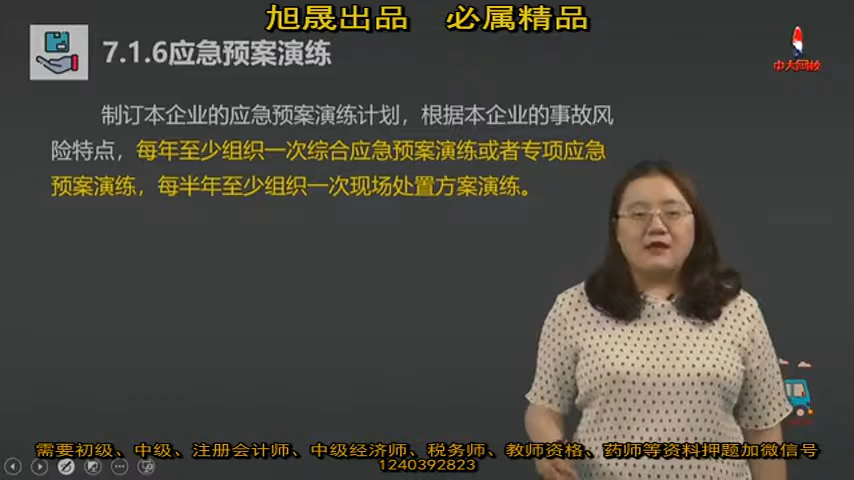 旭晟出品 必属精品
7.1.6应急预案演练
中大网校
制订本企业的应急预案演练计划，根据本企业的事故风
险特点，每年至少组织一次综合应急预案演练或者专项应急
预案演练，每半年至少组织一次现场处置方案演练。
需要初级、中级、注册会计师、中级经济师、税务师、教师资格、药师等资料押题加微信号
1240392823